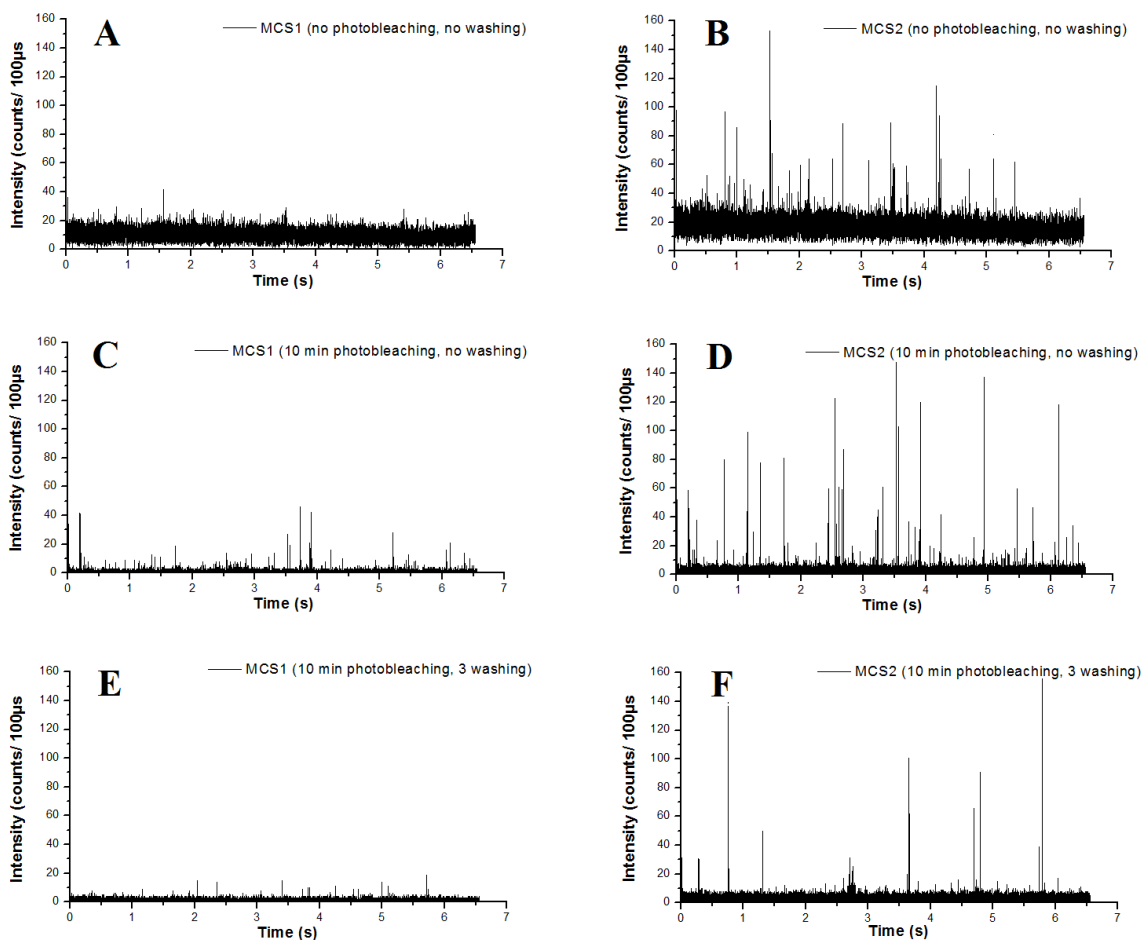 A
MCS1 (no photobleaching, no washing)
Intensity (counts/ 100µs
160
140
120
100
80
60
40
20
0
0 1 2 3 4 5 6 7
Time (s)
B
MCS2 (no photobleaching, no washing)
Intensity (counts/ 100µs
160
140
120
100
80
60
40
20
0
0 1 2 3 4 5 6 7
Time (s)
C
MCS1 (10 min photobleaching, no washing)
Intensity (counts/ 100µs
160
140
120
100
80
60
40
20
0
0 1 2 3 4 5 6 7
Time (s)
D
MCS2 (10 min photobleaching, no washing)
Intensity (counts/ 100µs
160
140
120
100
80
60
40
20
0
0 1 2 3 4 5 6 7
Time (s)
E
MCS1 (10 min photobleaching, 3 washing)
Intensity (counts/ 100µs
160
140
120
100
80
60
40
20
0
0 1 2 3 4 5 6 7
Time (s)
F
MCS2 (10 min photobleaching, 3 washing)
Intensity (counts/ 100µs
160
140
120
100
80
60
40
20
0
0 1 2 3 4 5 6 7
Time (s)